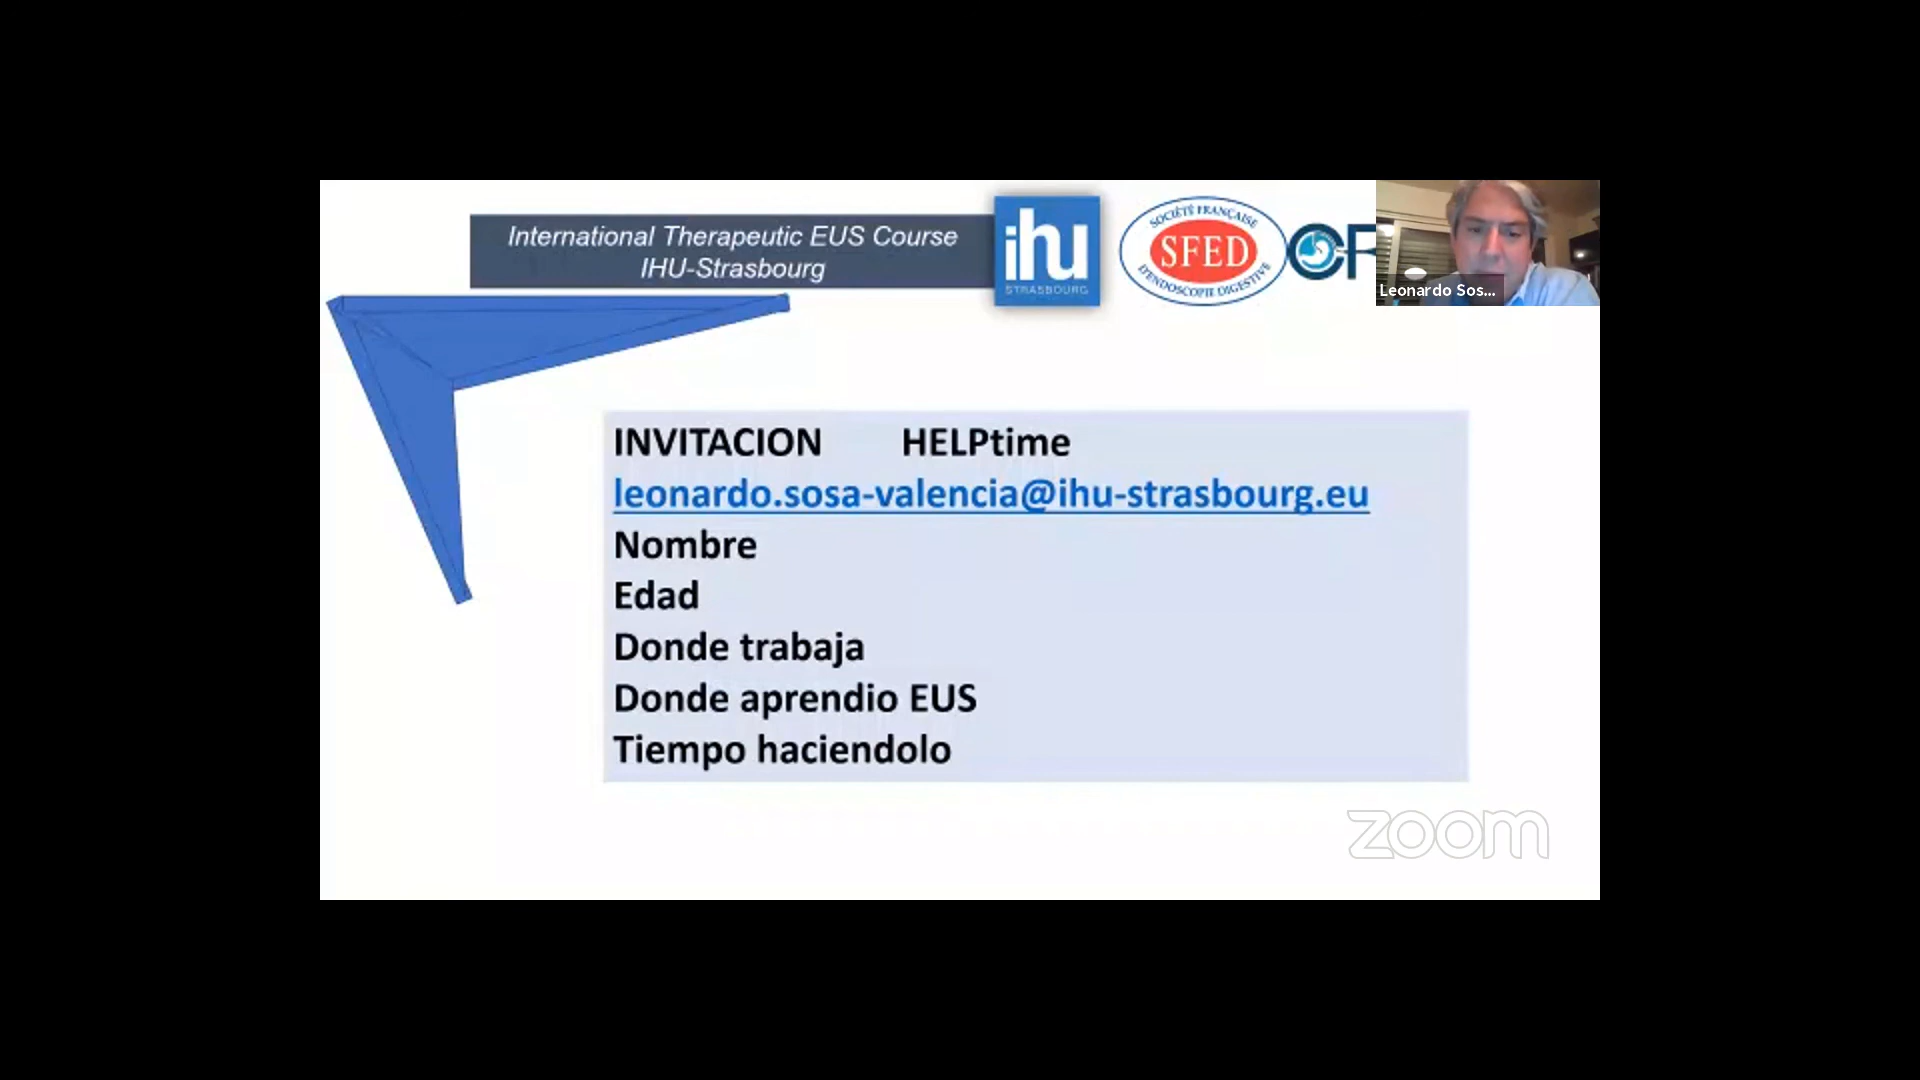 International Therapeutic EUS Course
IHU-Strasbourg
ihu
STRASBOURG
SOCIÉTÉ FRANÇAISE
SFED
D'ENDOSCOPIE DIGESTIVE
Leonardo Sos...
INVITACION HELPtime
leonardo.sosa-valencia@ihu-strasbourg.eu
Nombre
Edad
Donde trabaja
Donde aprendio EUS
Tiempo haciendolo
zoom